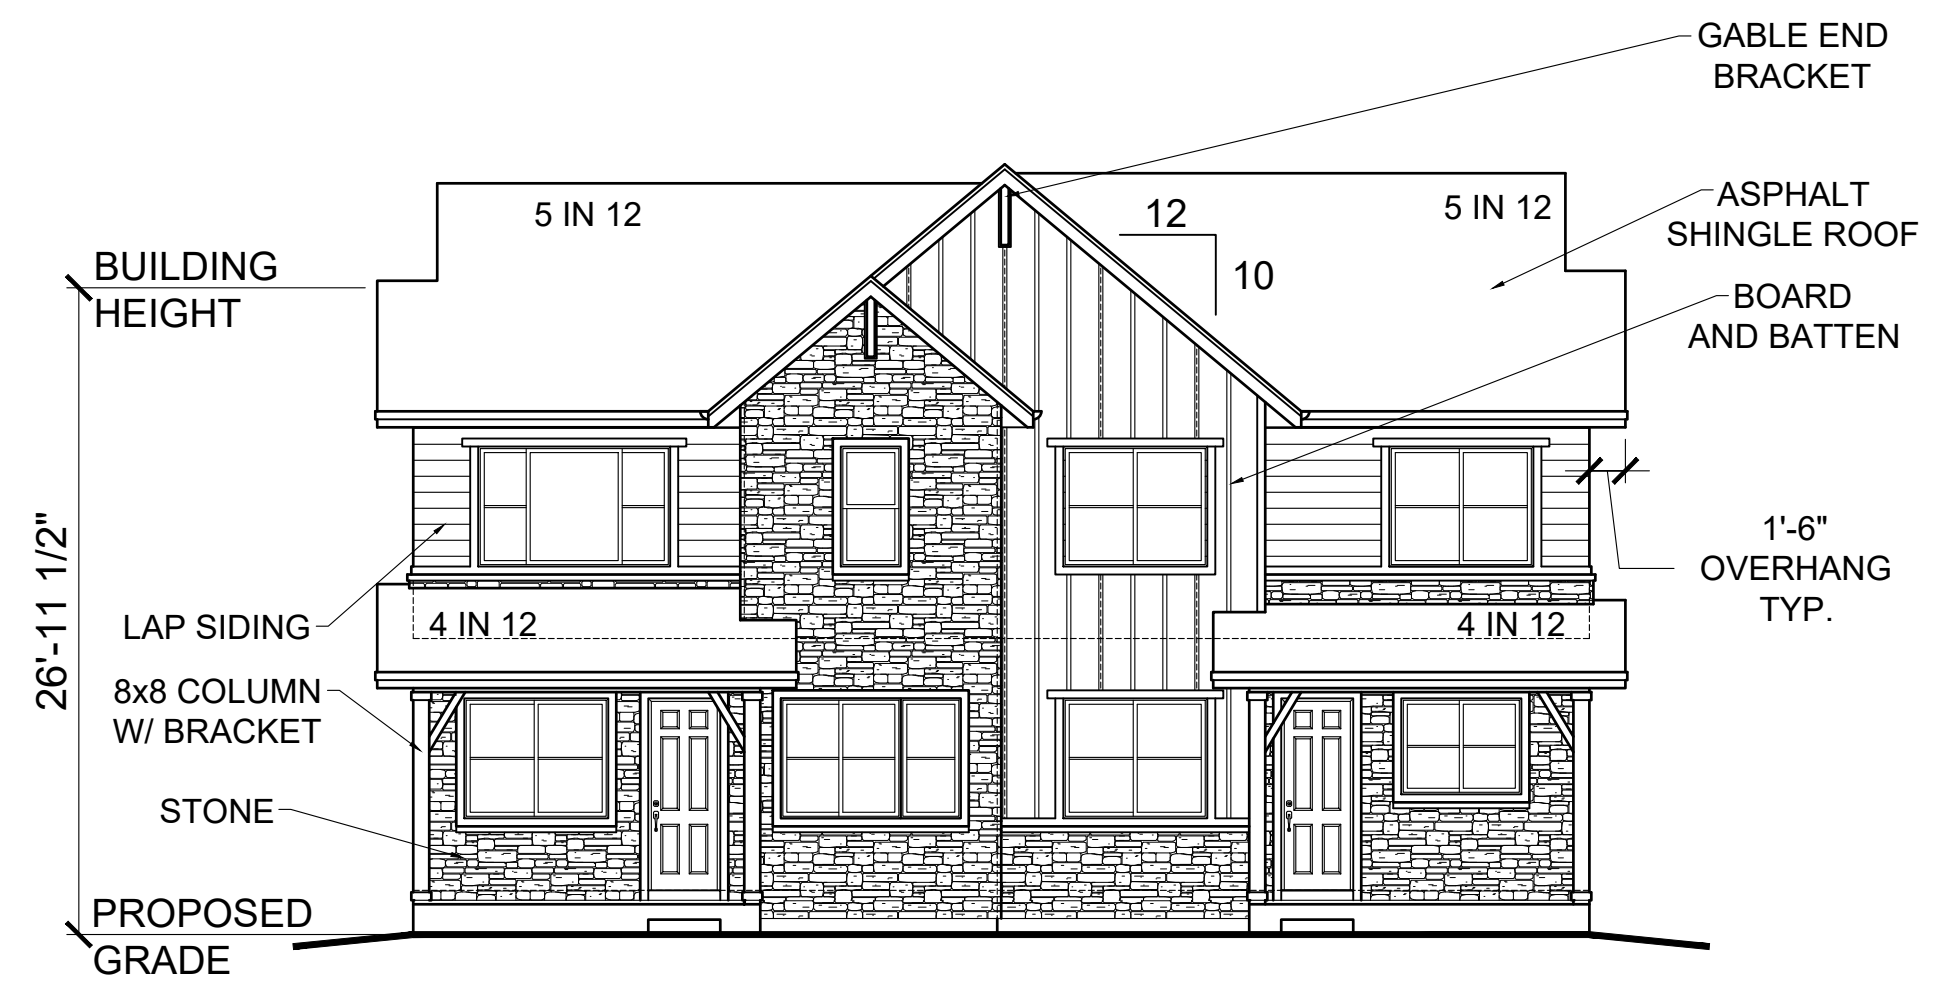 GABLE END
BRACKET
5 IN 12
12
10
5 IN 12
ASPHALT
SHINGLE ROOF
BUILDING
HEIGHT
BOARD
AND BATTEN
26'-11 1/2"
1'-6"
OVERHANG
TYP.
LAP SIDING
4 IN 12
4 IN 12
8x8 COLUMN
W/ BRACKET
STONE
PROPOSED
GRADE